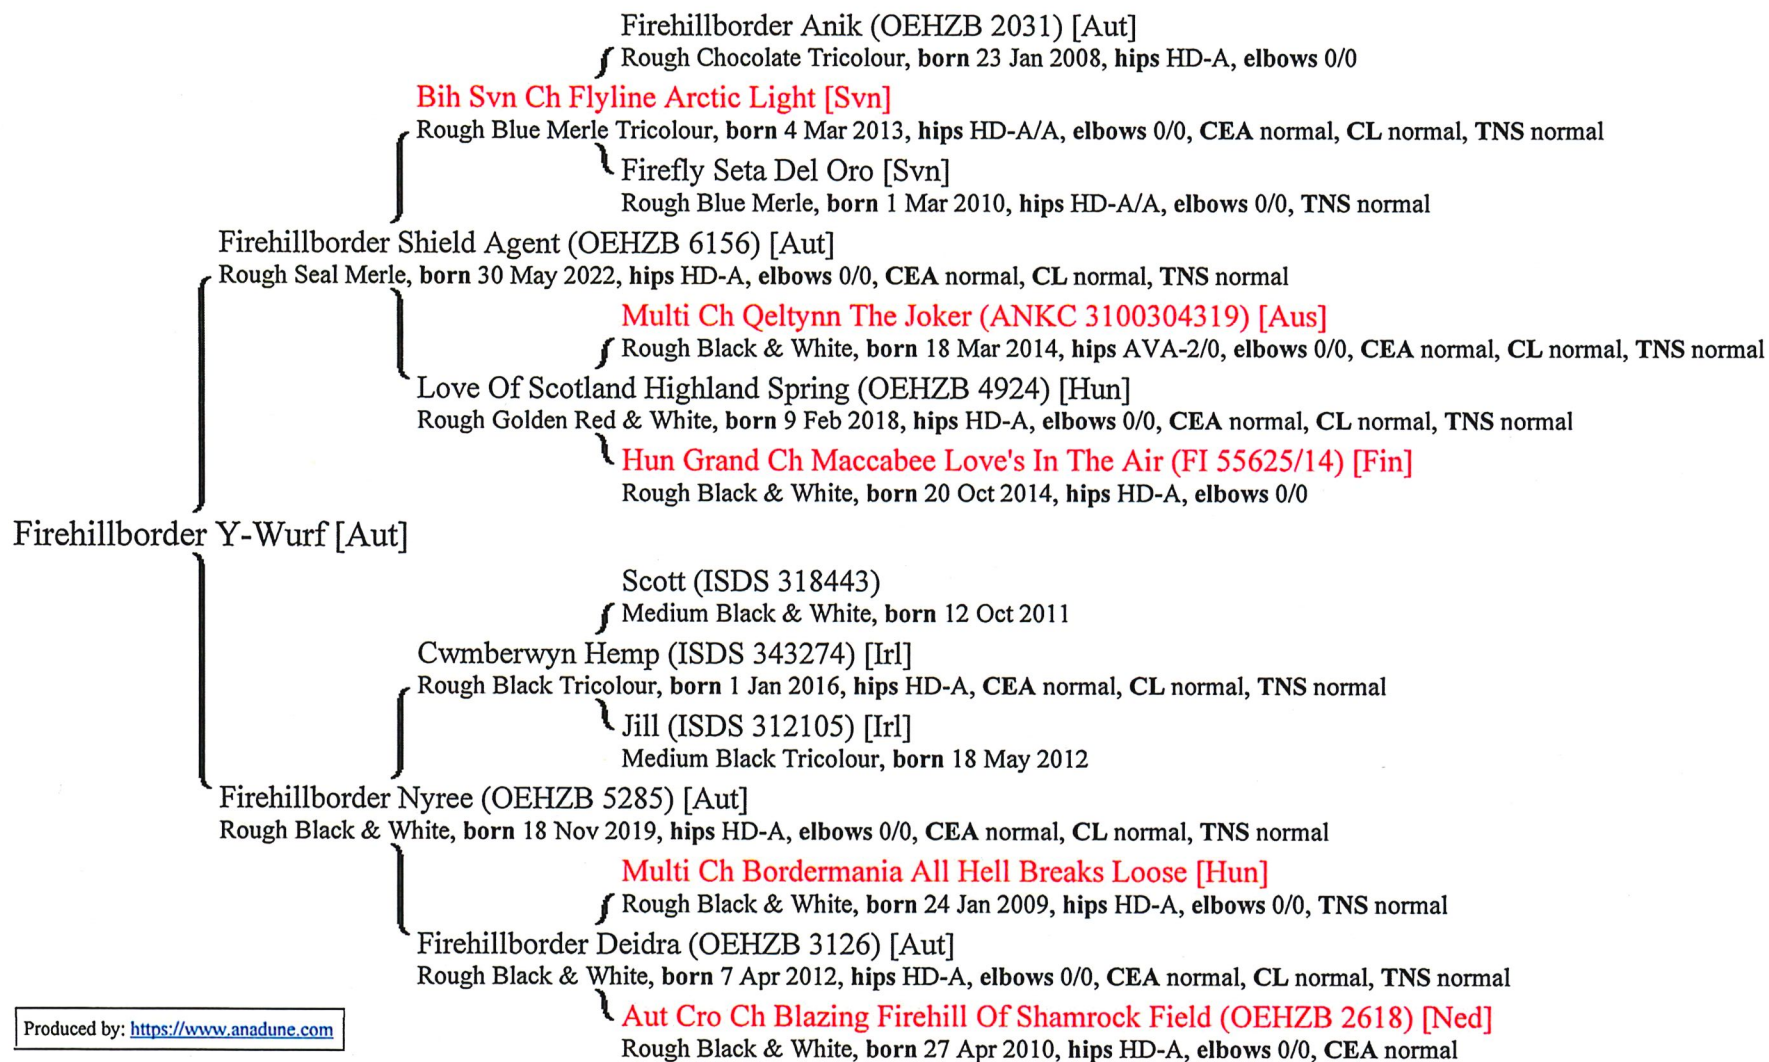 Firehillborder Anik (OEHZB 2031) [Aut]
Rough Chocolate Tricolour, born 23 Jan 2008, hips HD-A, elbows 0/0
Bih Svn Ch Flyline Arctic Light [Svn]
Rough Blue Merle Tricolour, born 4 Mar 2013, hips HD-A/A, elbows 0/0, CEA normal, CL normal, TNS normal
Firefly Seta Del Oro [Svn]
Rough Blue Merle, born 1 Mar 2010, hips HD-A/A, elbows 0/0, TNS normal
Firehillborder Shield Agent (OEHZB 6156) [Aut]
Rough Seal Merle, born 30 May 2022, hips HD-A, elbows 0/0, CEA normal, CL normal, TNS normal
Multi Ch Qeltynn The Joker (ANKC 3100304319) [Aus]
Rough Black & White, born 18 Mar 2014, hips AVA-2/0, elbows 0/0, CEA normal, CL normal, TNS normal
Love Of Scotland Highland Spring (OEHZB 4924) [Hun]
Rough Golden Red & White, born 9 Feb 2018, hips HD-A, elbows 0/0, CEA normal, CL normal, TNS normal
Hun Grand Ch Maccabee Love's In The Air (FI 55625/14) [Fin]
Rough Black & White, born 20 Oct 2014, hips HD-A, elbows 0/0
Firehillborder Y-Wurf [Aut]
Scott (ISDS 318443)
Medium Black & White, born 12 Oct 2011
Cwmberwyn Hemp (ISDS 343274) [Irl]
Rough Black Tricolour, born 1 Jan 2016, hips HD-A, CEA normal, CL normal, TNS normal
Jill (ISDS 312105) [Irl]
Medium Black Tricolour, born 18 May 2012
Firehillborder Nyree (OEHZB 5285) [Aut]
Rough Black & White, born 18 Nov 2019, hips HD-A, elbows 0/0, CEA normal, CL normal, TNS normal
Multi Ch Bordermania All Hell Breaks Loose [Hun]
Rough Black & White, born 24 Jan 2009, hips HD-A, elbows 0/0, TNS normal
Firehillborder Deidra (OEHZB 3126) [Aut]
Rough Black & White, born 7 Apr 2012, hips HD-A, elbows 0/0, CEA normal, CL normal, TNS normal
Aut Cro Ch Blazing Firehill Of Shamrock Field (OEHZB 2618) [Ned]
Rough Black & White, born 27 Apr 2010, hips HD-A, elbows 0/0, CEA normal
Produced by: https://www.anadune.com